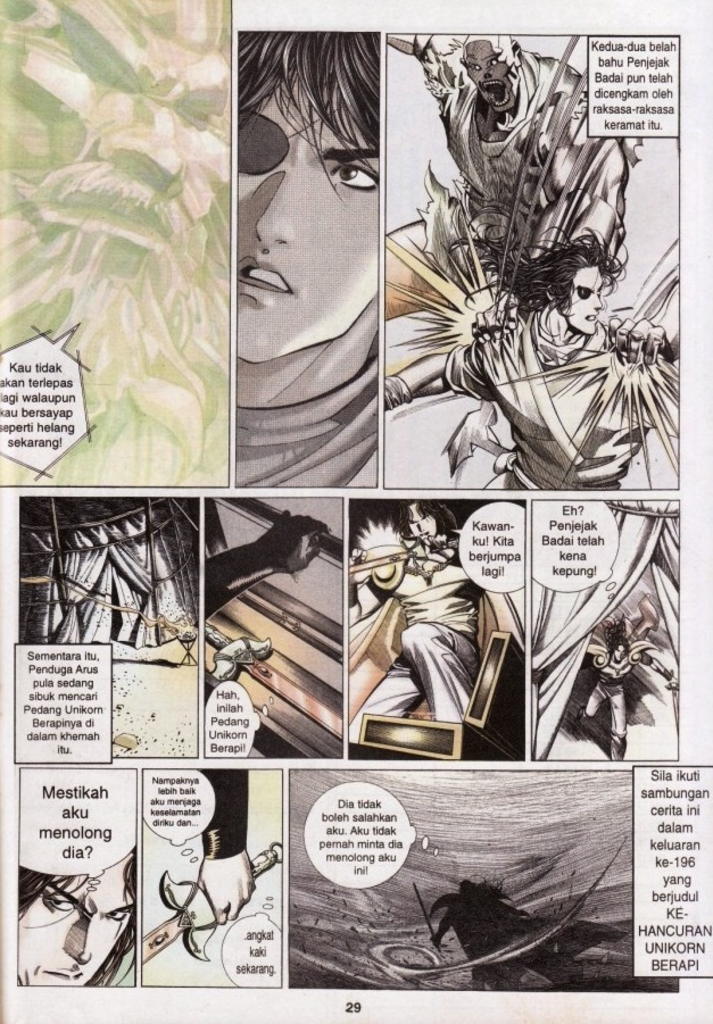 Kau tidak
akan terlepas
lagi walaupun
kau bersayap
seperti helang
sekarang!
Kedua-dua belah
bahu Penjejak
Badai pun telah
dicengkam oleh
raksasa-raksasa
keramat itu.
Sementara itu,
Penduga Arus
pula sedang
sibuk mencari
Pedang Unikorn
Berapinya di
dalam khemah
itu.
Hah,
inilah
Pedang
Unikorn
Berapi!
Kawan-
ku! Kita
berjumpa
lagi!
Eh?
Penjejak
Badai telah
kena
kepung!
Mestikah
aku
menolong
dia?
Nampaknya
lebih baik
aku menjaga
keselamatan
diriku dan...
..angkat
kaki
sekarang.
Dia tidak
boleh salahkan
aku. Aku tidak
pernah minta dia
menolong aku
ini!
Sila ikuti
sambungan
cerita ini
dalam
keluaran
ke-196
yang
berjudul
KE-
HANCURAN
UNIKORN
BERAPI
29